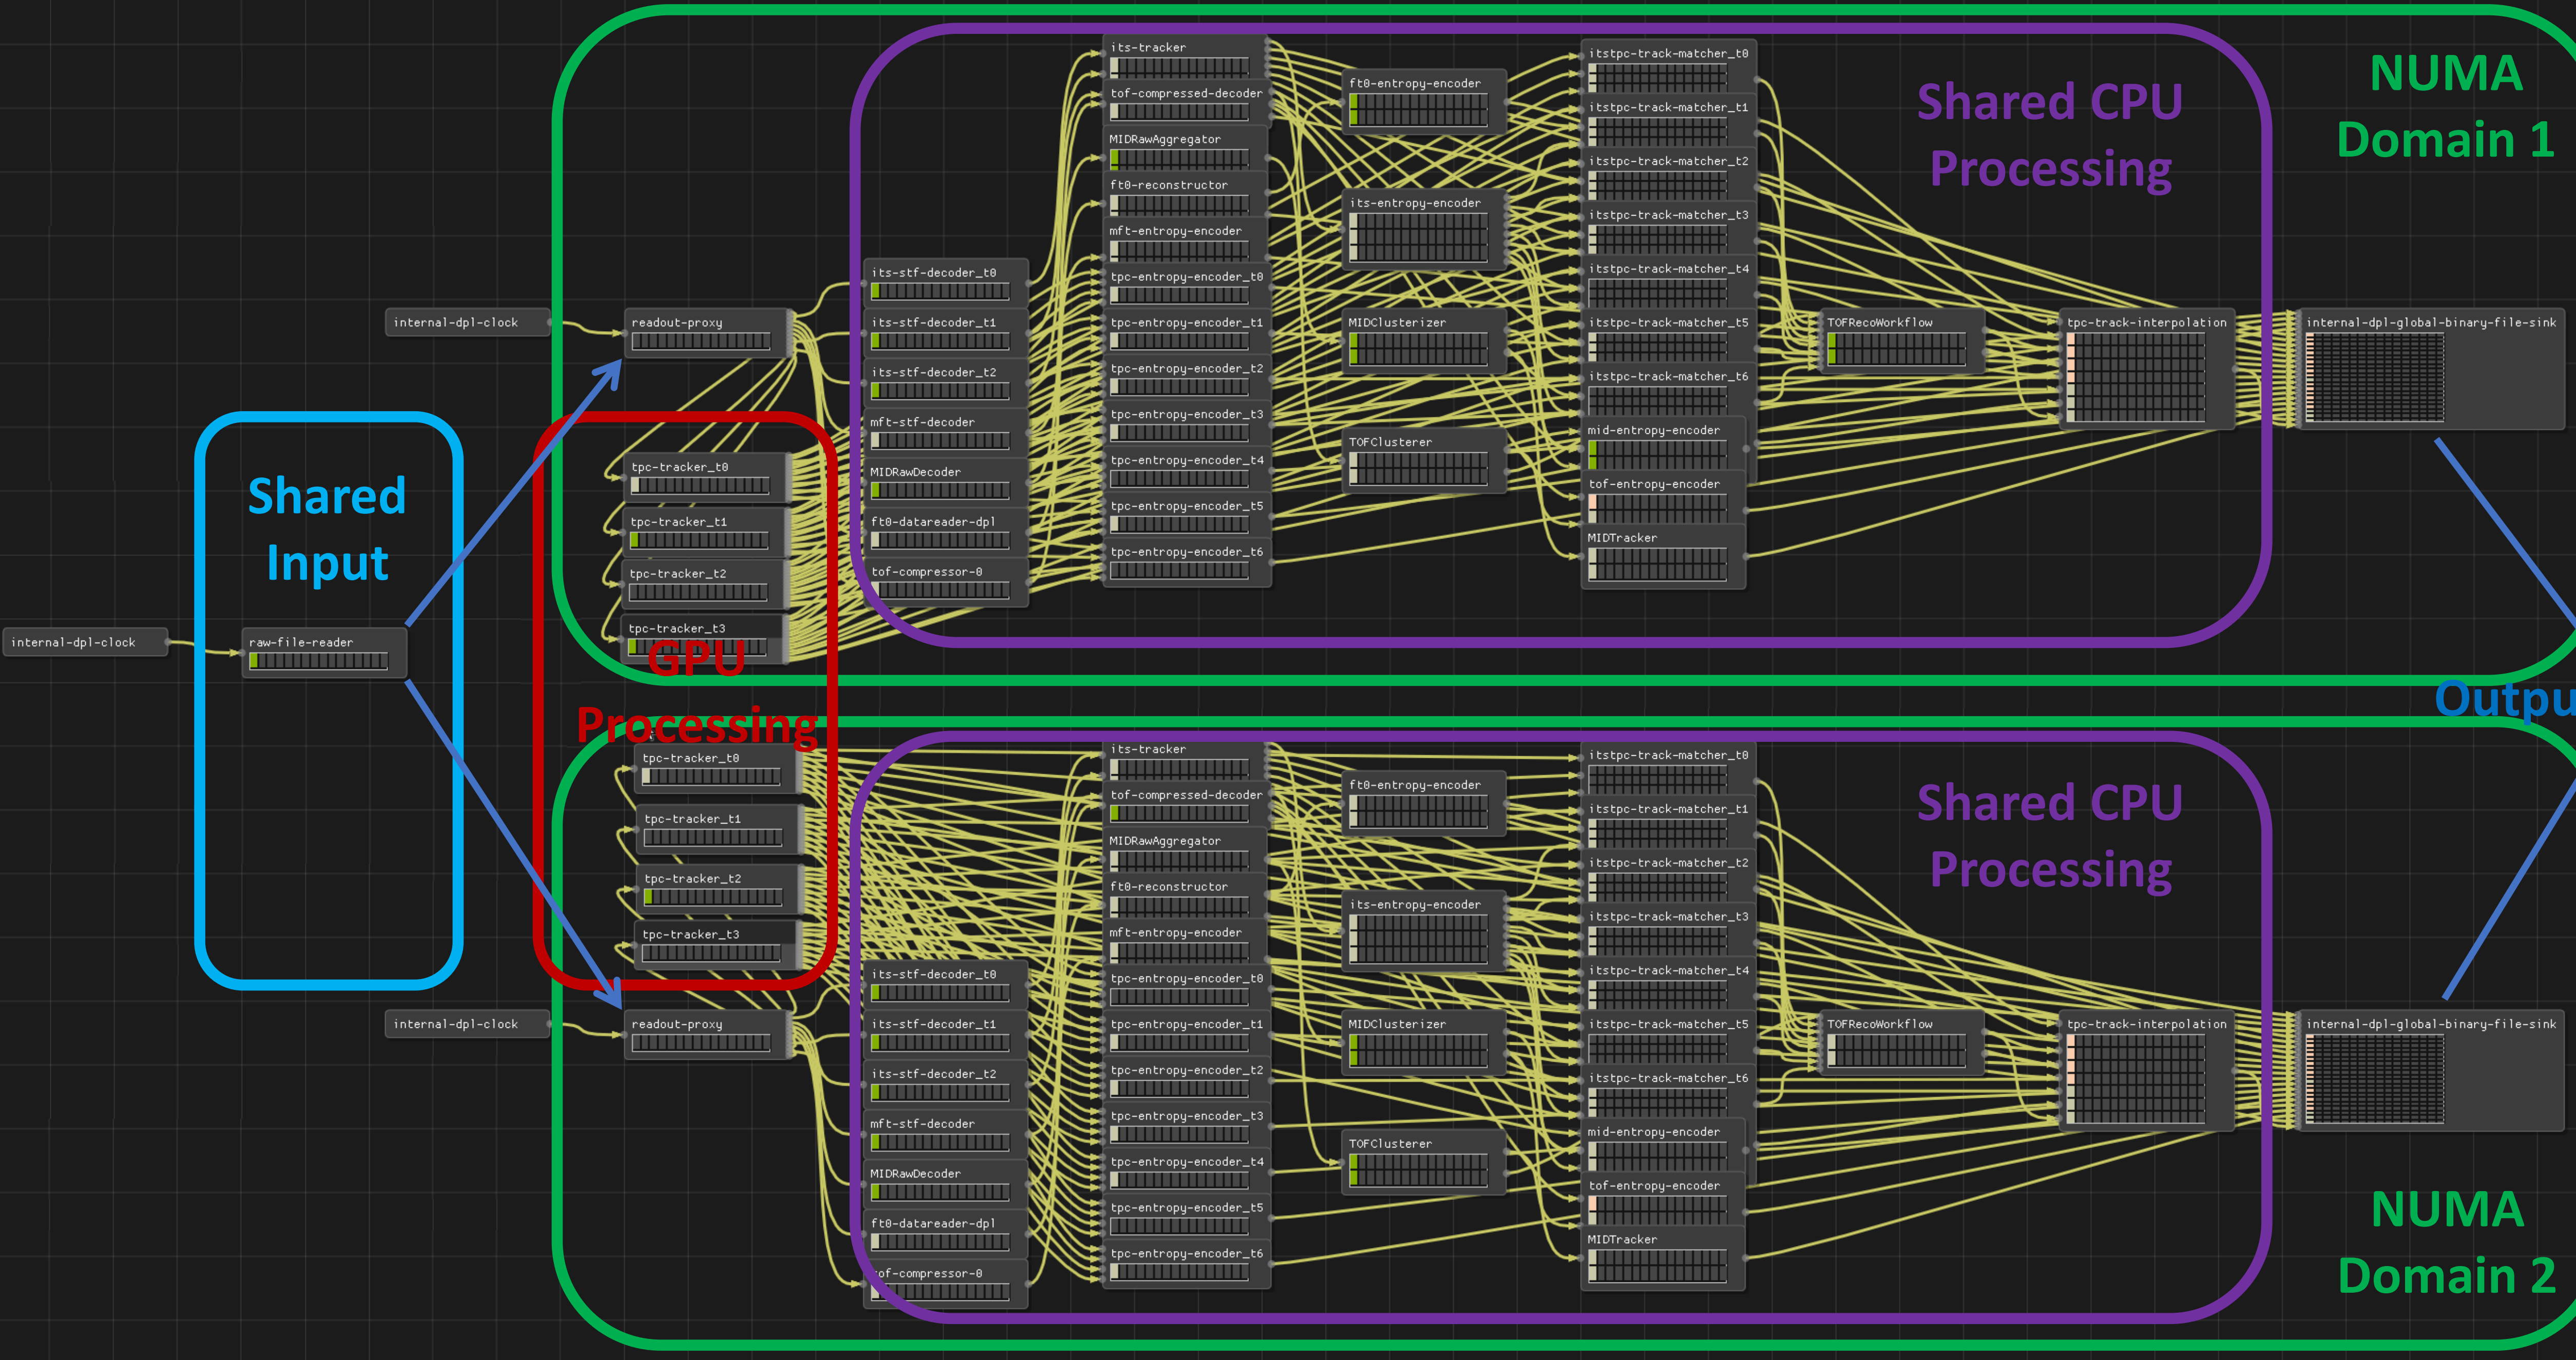 NUMA
Domain 1
Shared CPU
Processing
its-tracker
tof-compressed-decoder
MIDRawAggregator
ft0-reconstructor
mft-entropy-encoder
tpc-entropy-encoder_t0
tpc-entropy-encoder_t1
tpc-entropy-encoder_t2
tpc-entropy-encoder_t3
tpc-entropy-encoder_t4
tpc-entropy-encoder_t5
tpc-entropy-encoder_t6
ft0-entropy-encoder
its-entropy-encoder
MIDClusterizer
TOFClusterer
itstpc-track-matcher_t0
itstpc-track-matcher_t1
itstpc-track-matcher_t2
itstpc-track-matcher_t3
itstpc-track-matcher_t4
itstpc-track-matcher_t5
itstpc-track-matcher_t6
mid-entropy-encoder
tof-entropy-encoder
MIDTracker
TOFRecoWorkflow
tpc-track-interpolation
internal-dpl-global-binary-file-sink
its-stf-decoder_t0
its-stf-decoder_t1
its-stf-decoder_t2
mft-stf-decoder
MIDRawDecoder
ft0-datareader-dpl
tof-compressor-0
internal-dpl-clock
readout-proxy
tpc-tracker_t0
tpc-tracker_t1
tpc-tracker_t2
tpc-tracker_t3
Shared
Input
internal-dpl-clock
raw-file-reader
GPU
Processing
Outpu
tpc-tracker_t0
tpc-tracker_t1
tpc-tracker_t2
tpc-tracker_t3
internal-dpl-clock
readout-proxy
its-stf-decoder_t0
its-stf-decoder_t1
its-stf-decoder_t2
mft-stf-decoder
MIDRawDecoder
ft0-datareader-dpl
tof-compressor-0
its-tracker
tof-compressed-decoder
MIDRawAggregator
ft0-reconstructor
mft-entropy-encoder
tpc-entropy-encoder_t0
tpc-entropy-encoder_t1
tpc-entropy-encoder_t2
tpc-entropy-encoder_t3
tpc-entropy-encoder_t4
tpc-entropy-encoder_t5
tpc-entropy-encoder_t6
ft0-entropy-encoder
its-entropy-encoder
MIDClusterizer
TOFClusterer
itstpc-track-matcher_t0
itstpc-track-matcher_t1
itstpc-track-matcher_t2
itstpc-track-matcher_t3
itstpc-track-matcher_t4
itstpc-track-matcher_t5
itstpc-track-matcher_t6
mid-entropy-encoder
tof-entropy-encoder
MIDTracker
Shared CPU
Processing
TOFRecoWorkflow
tpc-track-interpolation
internal-dpl-global-binary-file-sink
NUMA
Domain 2